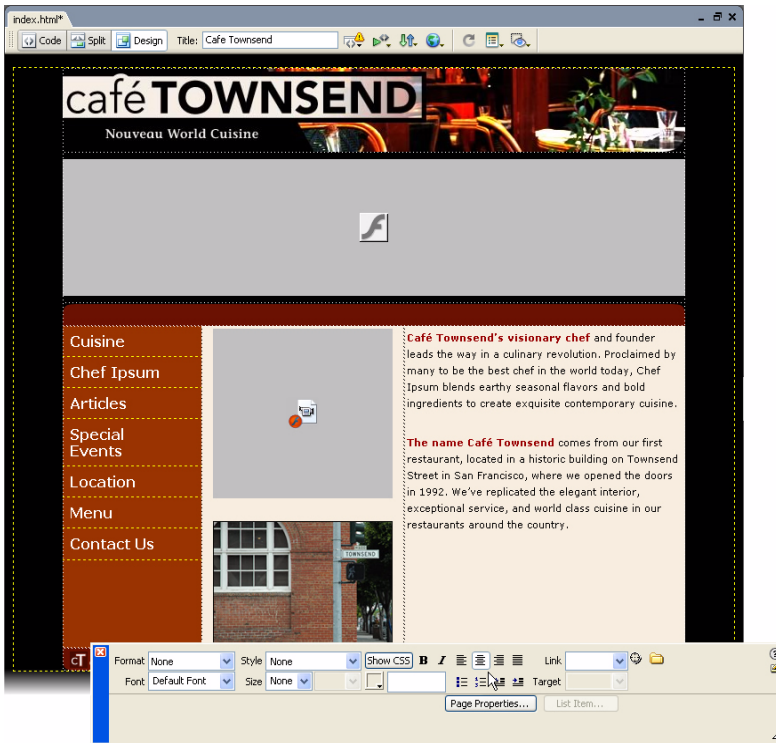 index.html*
Code Split Design Title: Cafe Townsend
café TOWNSEND
Nouveau World Cuisine
Cuisine
Chef Ipsum
Articles
Special
Events
Location
Menu
Contact Us
TOWNSEND
Café Townsend's visionary chef and founder
leads the way in a culinary revolution. Proclaimed by
many to be the best chef in the world today, Chef
Ipsum blends earthy seasonal flavors and bold
ingredients to create exquisite contemporary cuisine.
The name Café Townsend comes from our first
restaurant, located in a historic building on Townsend
Street in San Francisco, where we opened the doors
in 1992. We've replicated the elegant interior,
exceptional service, and world class cuisine in our
restaurants around the country.
cT
Format None Style None Show CSS B I Link
Font Default Font Size None Target
Page Properties... List Item...